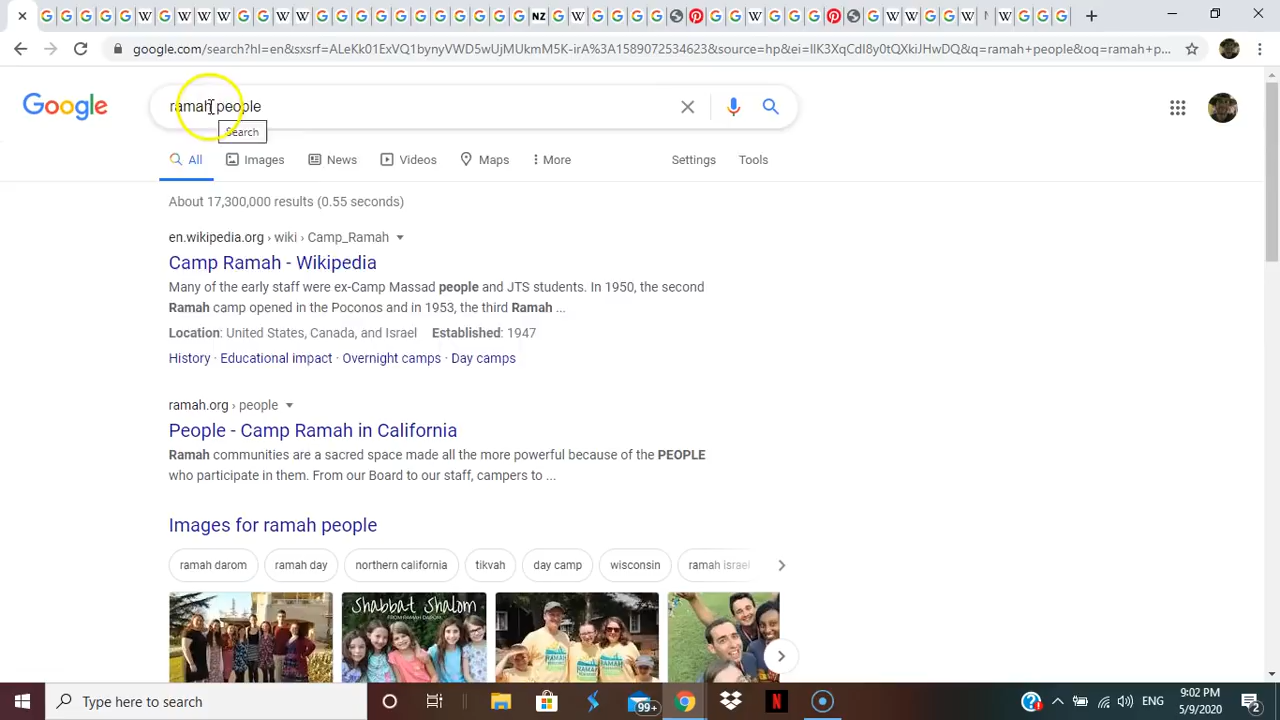 google.com/search?hl=en&sxsrf=ALeKk01ExVQ1bynyVWD5wUjMUkmM5K-irA%3A1589072534623&source=hp&ei=llK3XqCdI8y0tQXkiJHwDQ&q=ramah+people&oq=ramah+p...
Google
ramah people
Search
All Images News Videos Maps More Settings Tools
About 17,300,000 results (0.55 seconds)
en.wikipedia.org › wiki › Camp_Ramah
Camp Ramah - Wikipedia
Many of the early staff were ex-Camp Massad people and JTS students. In 1950, the second
Ramah camp opened in the Poconos and in 1953, the third Ramah ...
Location: United States, Canada, and Israel Established: 1947
History · Educational impact · Overnight camps · Day camps
ramah.org › people
People - Camp Ramah in California
Ramah communities are a sacred space made all the more powerful because of the PEOPLE
who participate in them. From our Board to our staff, campers to ...
Images for ramah people
ramah darom ramah day northern california tikvah day camp wisconsin ramah israel
Shabbat Shalom
FROM RAMAH DAROM
RAMAH
RAMAH
Type here to search
99+
N
ENG
9:02 PM
5/9/2020
2